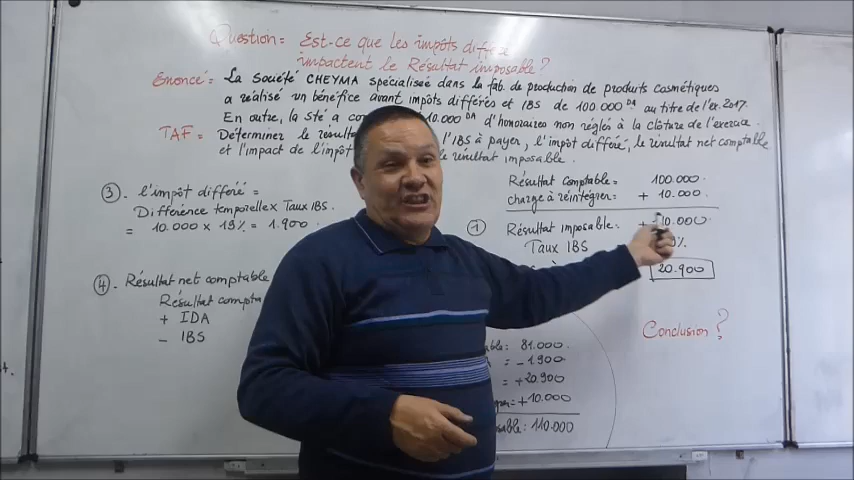 Question = Est-ce que les impôts diffé
impactent le Résultat imposable ?
Énoncé = La Société CHEYMA spécialisée dans la fab. de production de produits cosmétiques
a réalisé un bénéfice avant impôts différés et IBS de 100.000 DA au titre de l'ex. 2017.
En outre, la sté a co 10.000 DA d'honoraires non réglés à la clôture de l'exercice.
TAF = Déterminez le résult l'IBS à payer, l'impôt différé, le résultat net comptable
et l'impact de l'impôt le résultat imposable.
③. l'impôt différé =
Différence temporelle x Taux IBS.
= 10.000 x 19% = 1.900.
④. Résultat net comptable
Résultat compta
+ IDA
- IBS
① Résultat Comptable = 100.000.
charge à réintégrer = + 10.000.
Résultat imposable = 10.000.
Taux IBS %
20.900
Conclusion ?
ble = 81.000.
= - 1.900
= + 20.900
= + 10.000
ble : 110.000